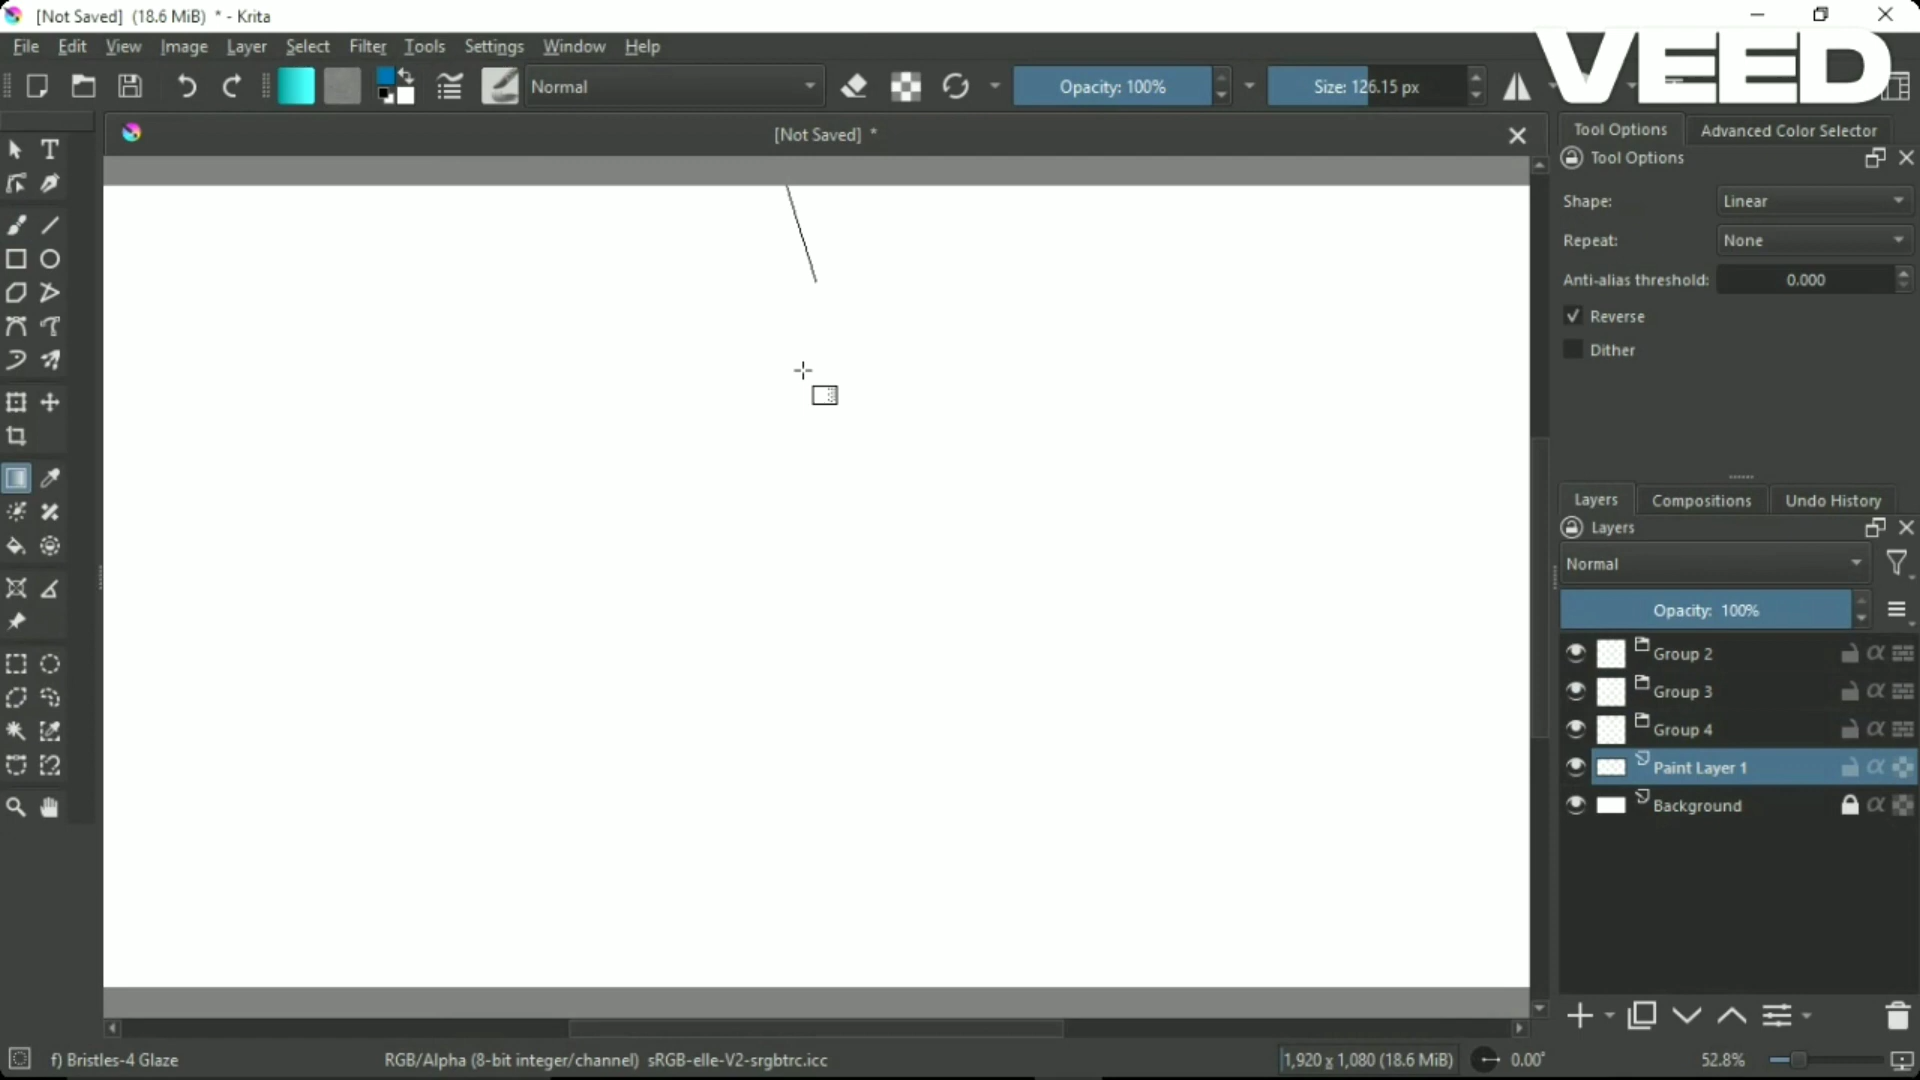 [Not Saved] (18.6 MiB) * - Krita
File Edit View Image Layer Select Filter Tools Settings Window Help
VEED
Normal
Opacity: 100%
Size: 126.15 px
[Not Saved] *
Tool Options
Advanced Color Selector
Tool Options
Shape: Linear
Repeat: None
Anti-alias threshold: 0.000
Reverse
Dither
Layers Compositions Undo History
Layers
Normal
Opacity: 100%
Group 2
Group 3
Group 4
Paint Layer 1
Background
f) Bristles-4 Glaze
RGB/Alpha (8-bit integer/channel) sRGB-elle-V2-srgbtrc.icc
1,920 x 1,080 (18.6 MiB)
0.00°
52.8%